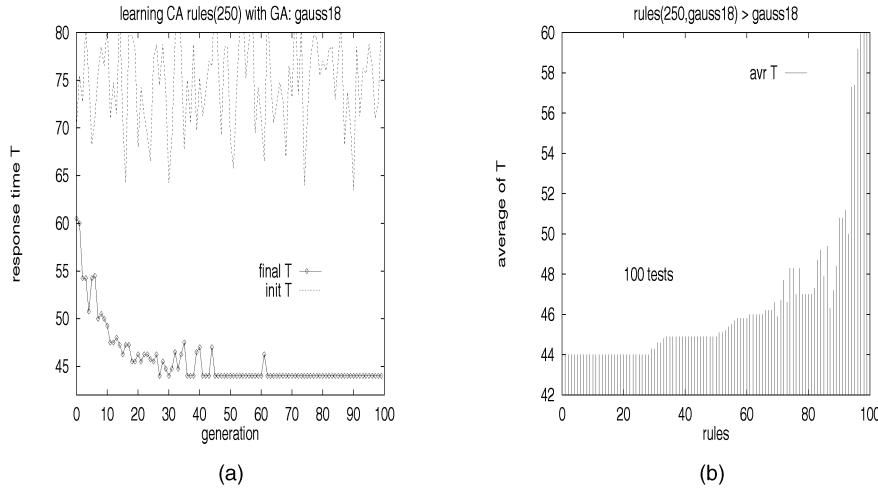 learning CA rules(250) with GA: gauss18
80
75
70
65
60
55
50
45
response time T
final T
init T
0 10 20 30 40 50 60 70 80 90 100
generation
(a)
rules(250,gauss18) > gauss18
60
58
56
54
52
50
48
46
44
42
average of T
avr T
100 tests
0 20 40 60 80 100
rules
(b)